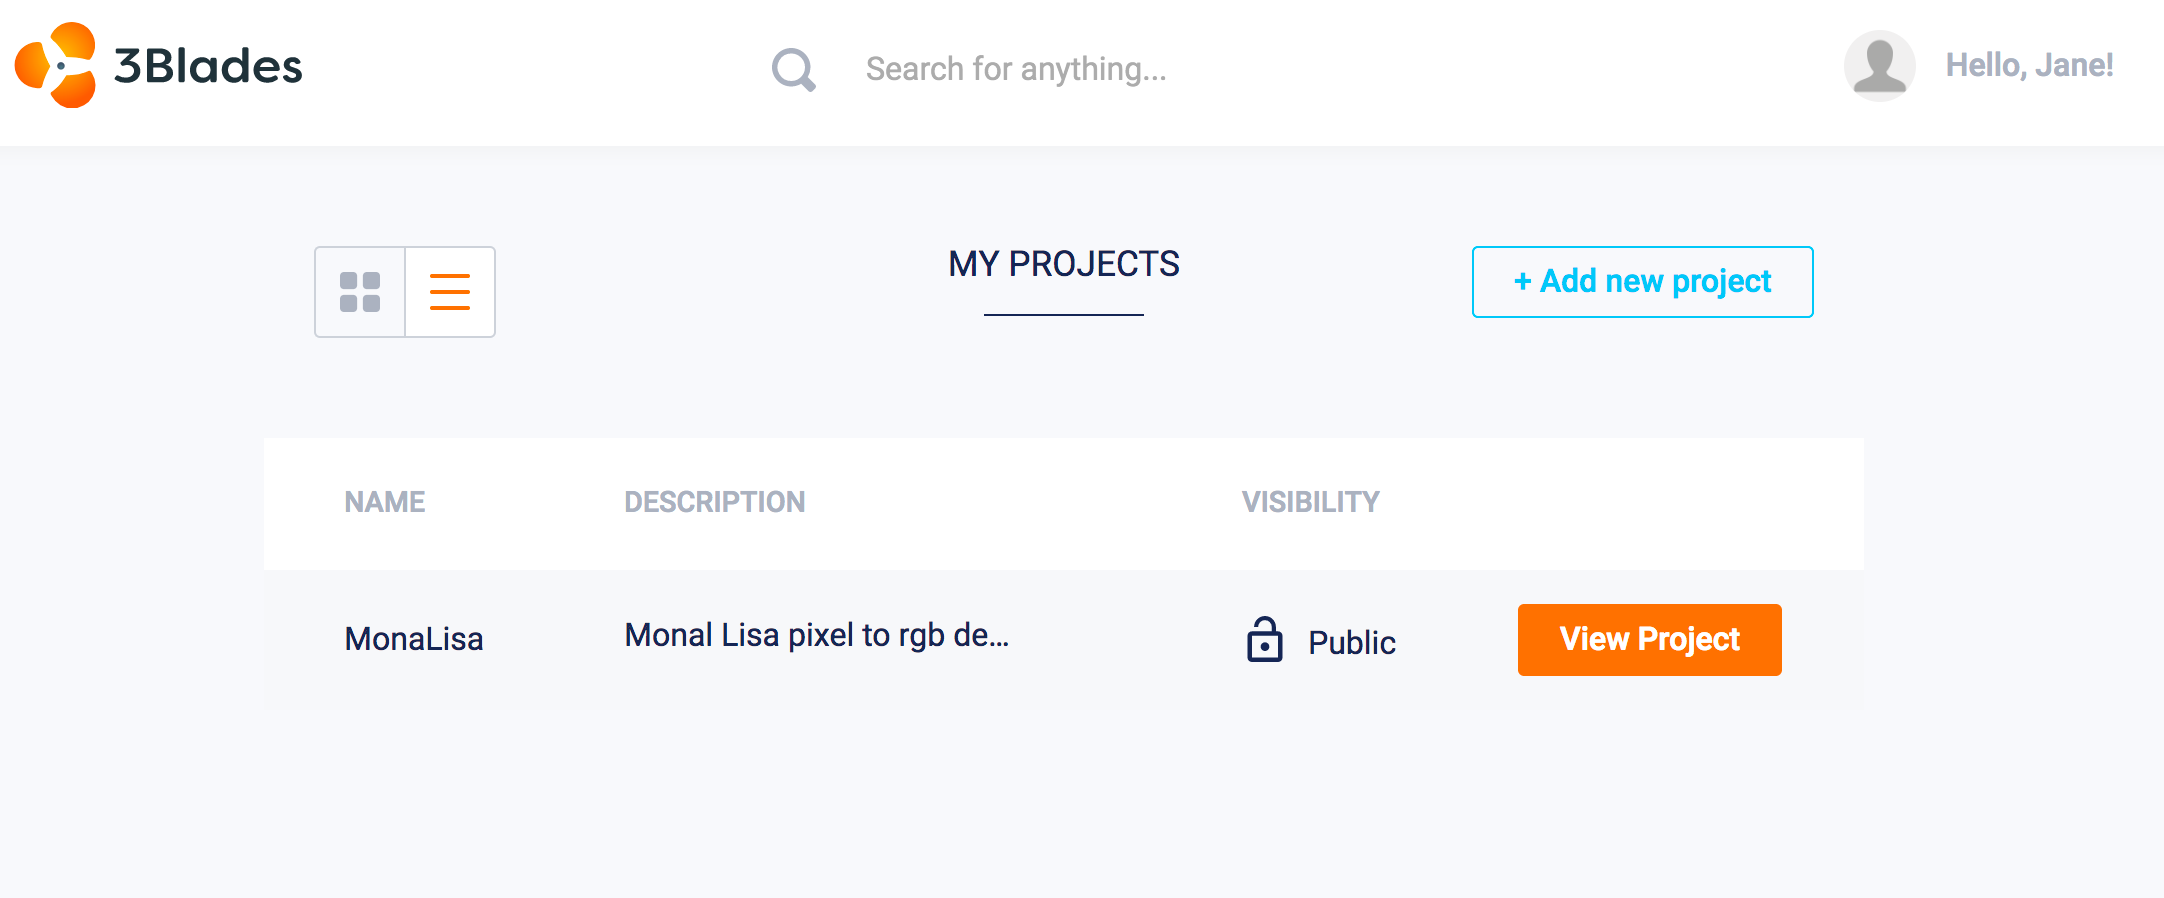 3Blades
Search for anything...
Hello, Jane!
MY PROJECTS
+ Add new project
NAME DESCRIPTION VISIBILITY
MonaLisa Monal Lisa pixel to rgb de... Public View Project